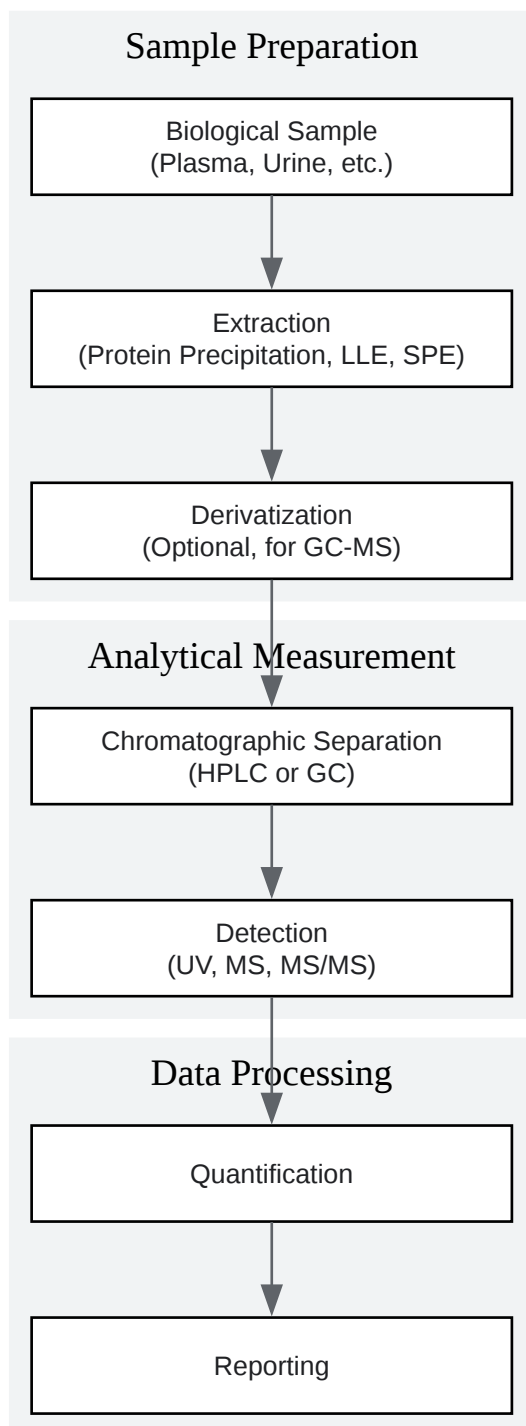 Sample Preparation
Biological Sample
(Plasma, Urine, etc.)
Extraction
(Protein Precipitation, LLE, SPE)
Derivatization
(Optional, for GC-MS)
Analytical Measurement
Chromatographic Separation
(HPLC or GC)
Detection
(UV, MS, MS/MS)
Data Processing
Quantification
Reporting